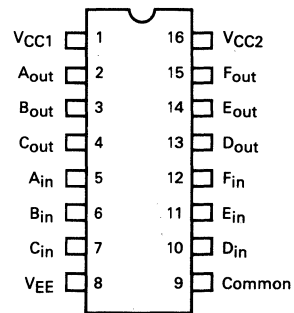 VCC1 1 16 VCC2
Aout 2 15 Fout
Bout 3 14 Eout
Cout 4 13 Dout
Ain 5 12 Fin
Bin 6 11 Ein
Cin 7 10 Din
VEE 8 9 Common